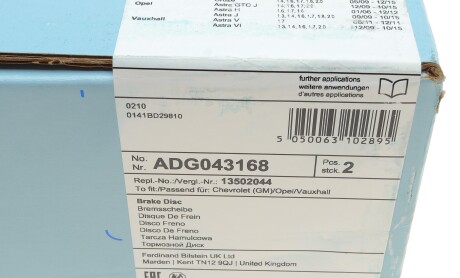 Opel
Astra GTC J
Astra H
Astra J
Vauxhall
Astra V
Astra VI
09/09 - 10/15
further applications
weitere anwendungen
d'autres applications
0210
0141BD29810
5 050063 102895
No.
Nr. ADG043168
Pcs.
stck. 2
Repl.-No.:/Vergl.-Nr.: 13502044
To fit:/Passend für: Chevrolet (GM)/Opel/Vauxhall
Brake Disc
Bremsscheibe
Disque De Frein
Disco De Freno
Disco Do Freno
Tarcza Hamulcowa
Тормозной Диск
Ferdinand Bilstein UK Ltd
Marden | Kent TN12 9QJ | United Kingdom
EAC